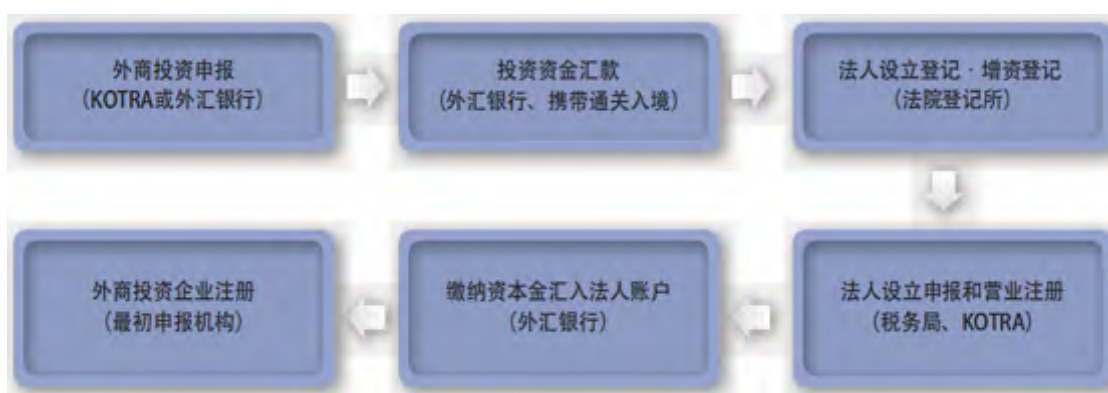 外商投资申报
（KOTRA或外汇银行）
投资资金汇款
（外汇银行、携带通关入境）
法人设立登记·增资登记
（法院登记所）
法人设立申报和营业注册
（税务局、KOTRA）
缴纳资本金汇入法人账户
（外汇银行）
外商投资企业注册
（最初申报机构）